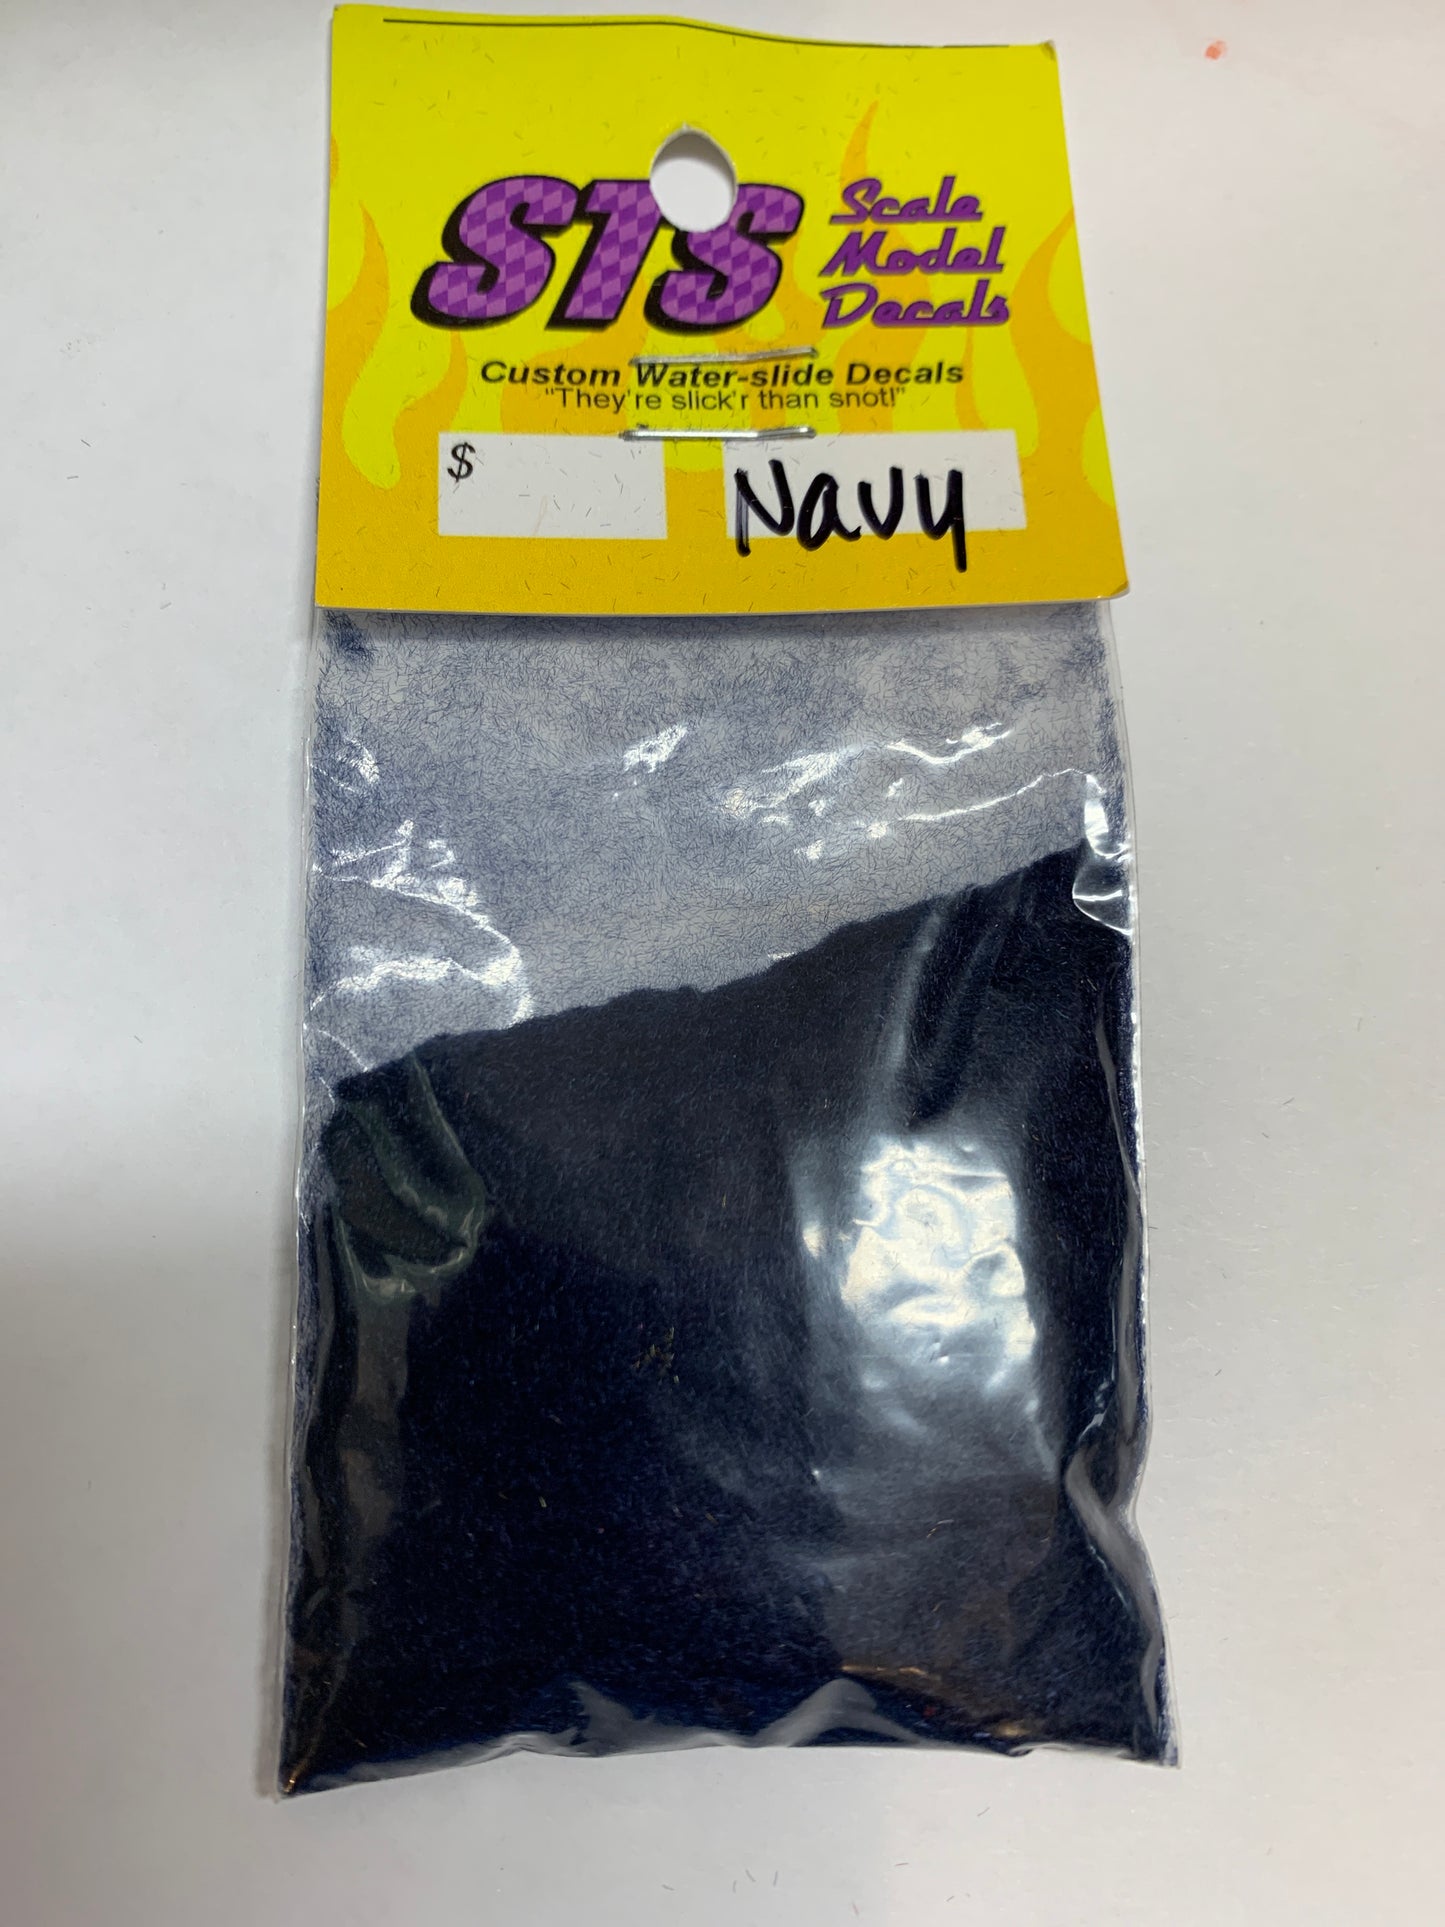 STS Scale
Model
Decals
Custom Water-slide Decals
"They're slick'r than snot!"
$ Navy